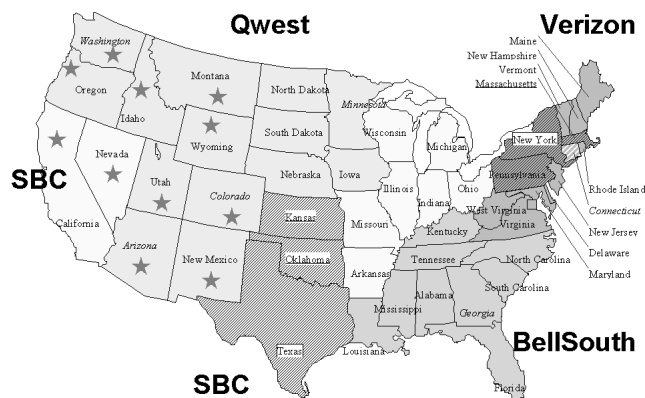 Qwest
Verizon
Washington
Maine
New Hampshire
Vermont
Massachusetts
Montana
North Dakota
Minnesota
Oregon
Idaho
Wisconsin
Michigan
New York
South Dakota
Wyoming
SBC
Nevada
Nebraska
Iowa
Pennsylvania
Utah
Colorado
Illinois
Indiana
Ohio
Rhode Island
Connecticut
California
Kansas
Missouri
West Virginia
Virginia
New Jersey
Kentucky
Delaware
Arizona
New Mexico
Oklahoma
Arkansas
Tennessee
North Carolina
Maryland
South Carolina
Mississippi
Alabama
Georgia
BellSouth
Texas
Louisiana
SBC
Florida